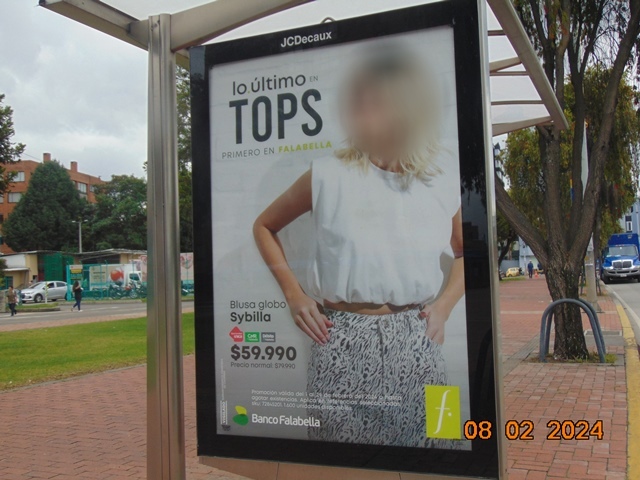 JCDecaux
lo último EN
TOPS
PRIMERO EN FALABELLA
Blusa globo
Sybilla
$59.990
Precio normal: $79.990
Banco Falabella
f.
08 02 2024